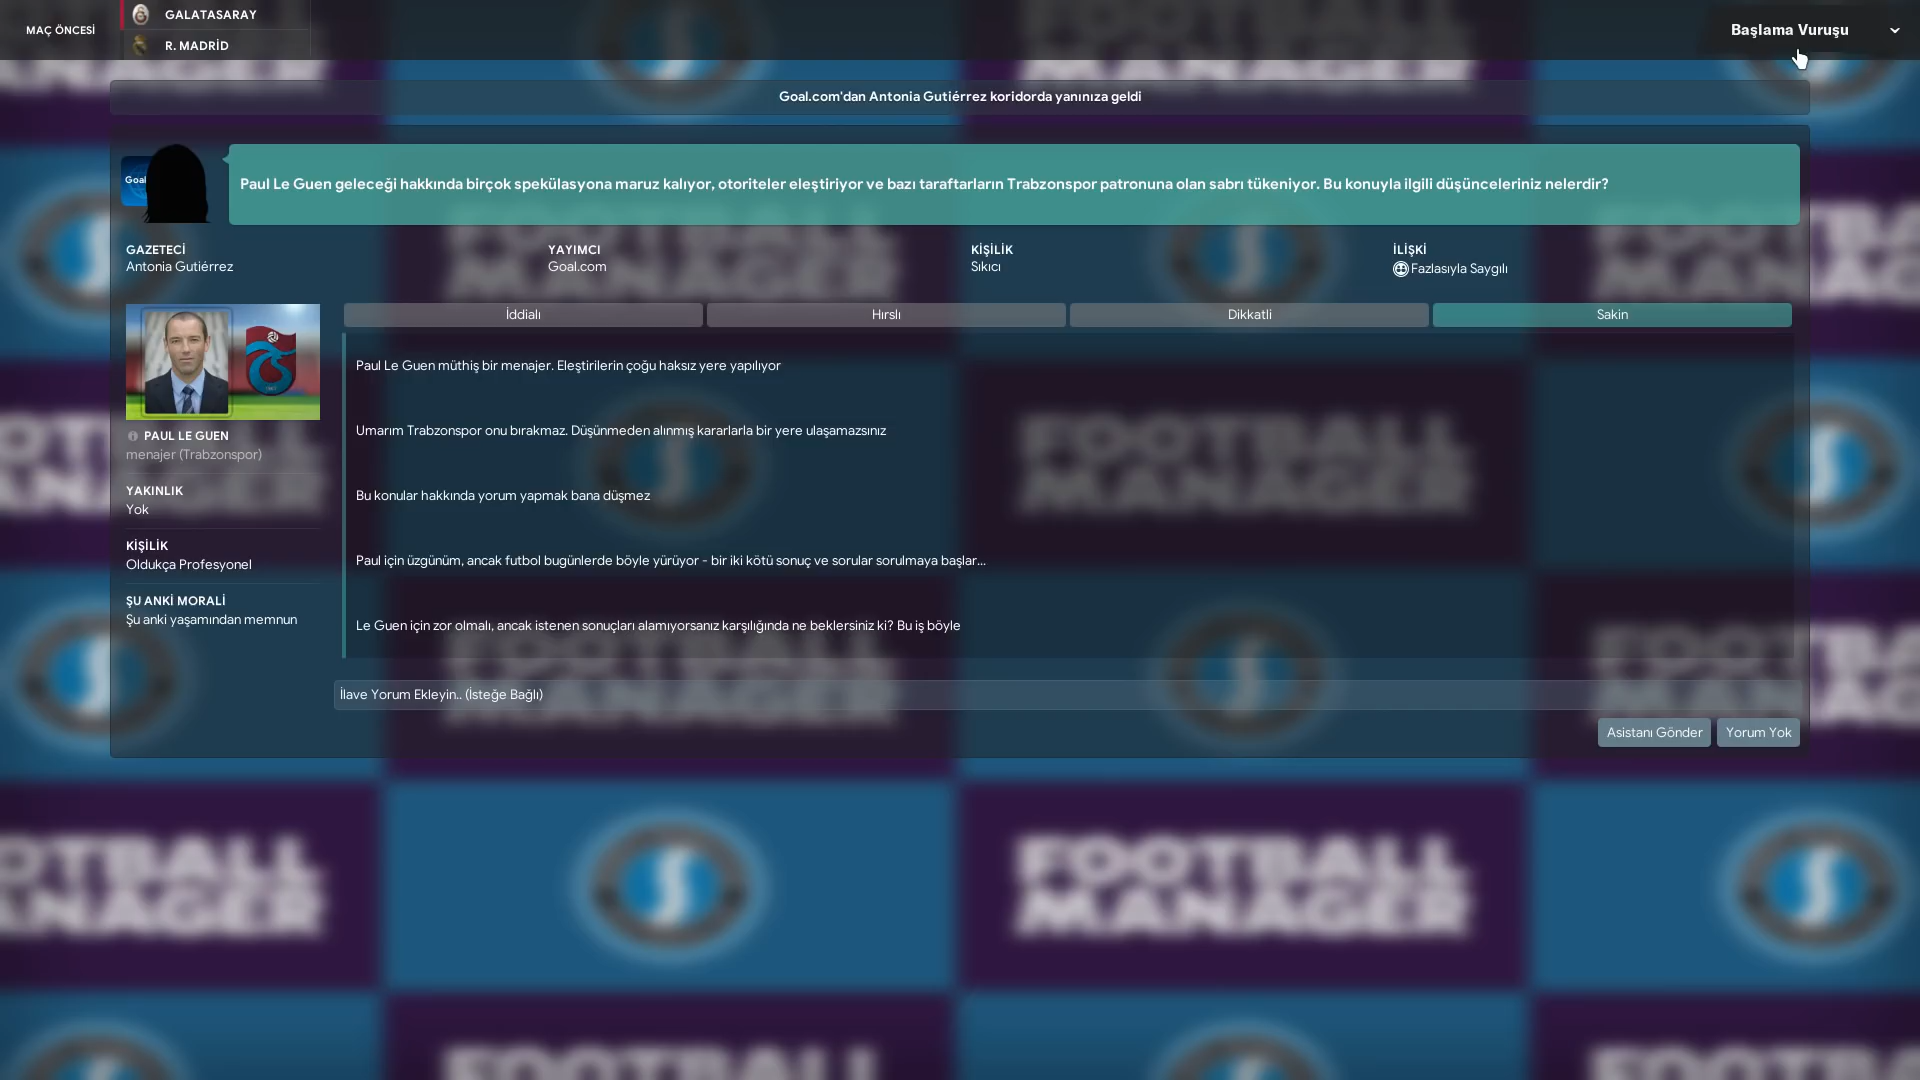 MAÇ ÖNCESİ
GALATASARAY
R. MADRİD
Başlama Vuruşu
Goal.com'dan Antonia Gutiérrez koridorda yanınıza geldi
Goal
Paul Le Guen geleceği hakkında birçok spekülasyona maruz kalıyor, otoriteler eleştiriyor ve bazı taraftarların Trabzonspor patronuna olan sabrı tükeniyor. Bu konuyla ilgili düşünceleriniz nelerdir?
GAZETECİ
Antonia Gutiérrez
YAYIMCI
Goal.com
KİŞİLİK
Sıkıcı
İLİŞKİ
Fazlasıyla Saygılı
İddialı
Hırslı
Dikkatli
Sakin
PAUL LE GUEN
menajer (Trabzonspor)
YAKINLIK
Yok
KİŞİLİK
Oldukça Profesyonel
ŞU ANKİ MORALİ
Şu anki yaşamından memnun
Paul Le Guen müthiş bir menajer. Eleştirilerin çoğu haksız yere yapılıyor
Umarım Trabzonspor onu bırakmaz. Düşünmeden alınmış kararlarla bir yere ulaşamazsınız
Bu konular hakkında yorum yapmak bana düşmez
Paul için üzgünüm, ancak futbol bugünlerde böyle yürüyor - bir iki kötü sonuç ve sorular sorulmaya başlar...
Le Guen için zor olmalı, ancak istenen sonuçları alamıyorsanız karşılığında ne beklersiniz ki? Bu iş böyle
İlave Yorum Ekleyin.. (İsteğe Bağlı)
Asistanı Gönder
Yorum Yok
FOOTBALL
MANAGER